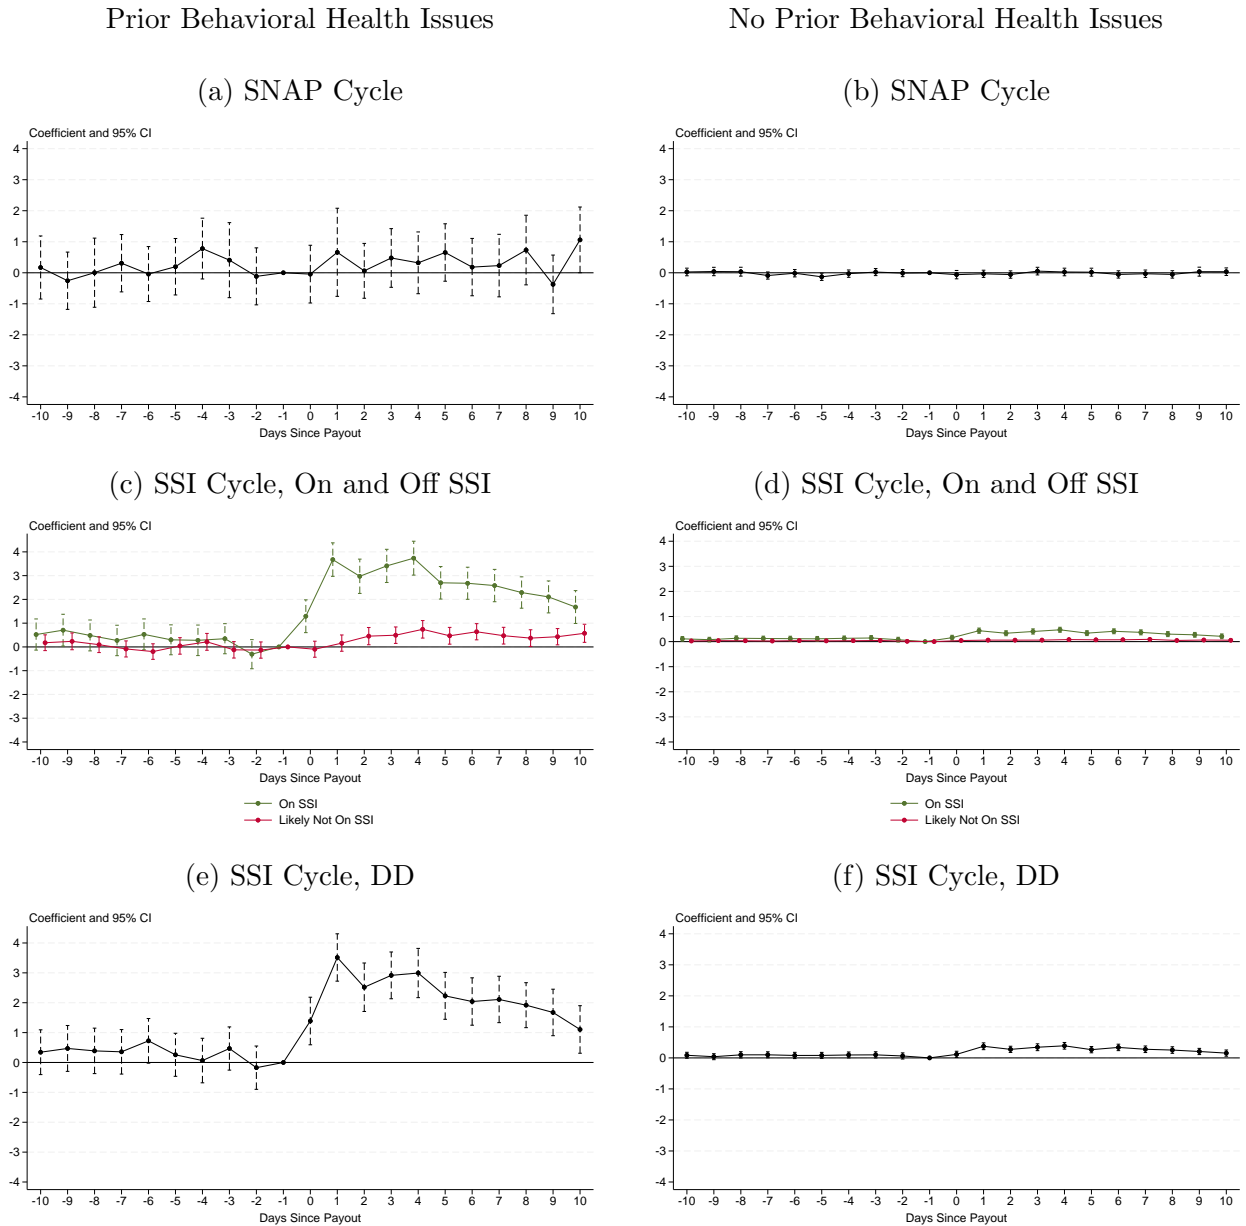 Prior Behavioral Health Issues
No Prior Behavioral Health Issues
(a) SNAP Cycle
Coefficient and 95% CI
4
3
2
1
0
-1
-2
-3
-4
-10 -9 -8 -7 -6 -5 -4 -3 -2 -1 0 1 2 3 4 5 6 7 8 9 10
Days Since Payout
(b) SNAP Cycle
Coefficient and 95% CI
4
3
2
1
0
-1
-2
-3
-4
-10 -9 -8 -7 -6 -5 -4 -3 -2 -1 0 1 2 3 4 5 6 7 8 9 10
Days Since Payout
(c) SSI Cycle, On and Off SSI
Coefficient and 95% CI
4
3
2
1
0
-1
-2
-3
-4
-10 -9 -8 -7 -6 -5 -4 -3 -2 -1 0 1 2 3 4 5 6 7 8 9 10
Days Since Payout
On SSI
Likely Not On SSI
(d) SSI Cycle, On and Off SSI
Coefficient and 95% CI
4
3
2
1
0
-1
-2
-3
-4
-10 -9 -8 -7 -6 -5 -4 -3 -2 -1 0 1 2 3 4 5 6 7 8 9 10
Days Since Payout
On SSI
Likely Not On SSI
(e) SSI Cycle, DD
Coefficient and 95% CI
4
3
2
1
0
-1
-2
-3
-4
-10 -9 -8 -7 -6 -5 -4 -3 -2 -1 0 1 2 3 4 5 6 7 8 9 10
Days Since Payout
(f) SSI Cycle, DD
Coefficient and 95% CI
4
3
2
1
0
-1
-2
-3
-4
-10 -9 -8 -7 -6 -5 -4 -3 -2 -1 0 1 2 3 4 5 6 7 8 9 10
Days Since Payout